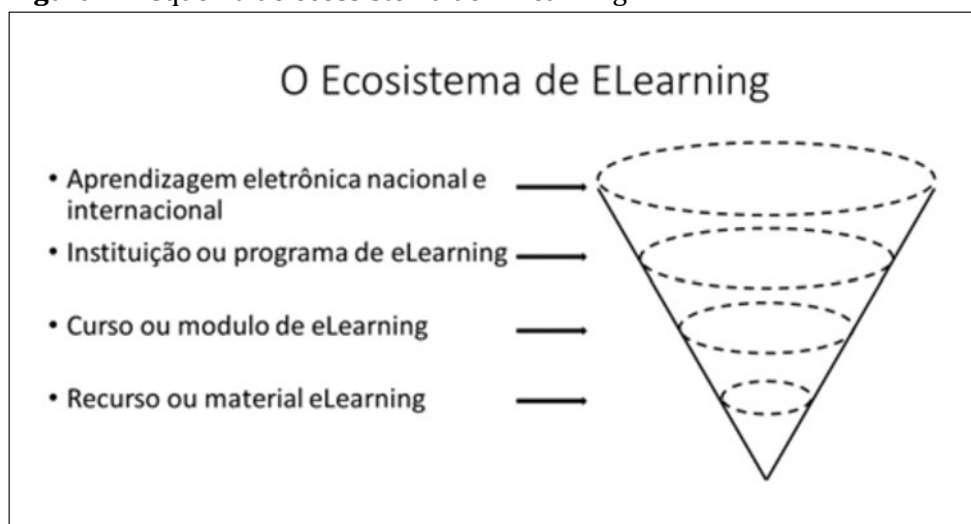 O Ecosistema de ELearning
• Aprendizagem eletrônica nacional e
internacional
• Instituição ou programa de eLearning
• Curso ou modulo de eLearning
• Recurso ou material eLearning